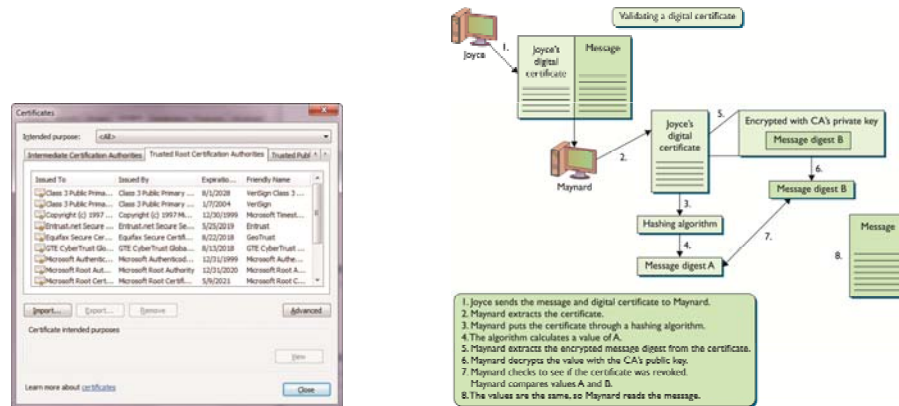 Certificates
Intended purpose: <All>
Intermediate Certification Authorities Trusted Root Certification Authorities Trusted Publ
Issued To Issued By Expiratio... Friendly Name
Class 3 Public Prima... Class 3 Public Primary ... 8/1/2028 VeriSign Class 3 ...
Class 3 Public Prima... Class 3 Public Primary ... 1/7/2004 VeriSign
Copyright (c) 1997 ... Copyright (c) 1997 Mi... 12/30/1999 Microsoft Timest...
Entrust.net Secure Se... Entrust.net Secure Ser... 5/25/2019 Entrust
Equifax Secure Cer... Equifax Secure Certifi... 8/22/2018 GeoTrust
GTE CyberTrust Glo... GTE CyberTrust Globa... 8/13/2018 GTE CyberTrust ...
Microsoft Authentic... Microsoft Authenticod... 12/31/1999 Microsoft Authe...
Microsoft Root Aut... Microsoft Root Authority 12/31/2020 Microsoft Root A...
Microsoft Root Cert... Microsoft Root Certifi... 5/9/2021 Microsoft Root C...
Import... Export... Remove Advanced
Certificate intended purposes
View
Learn more about certificates
Close
Validating a digital certificate
Joyce
1.
Joyce's
digital
certificate
Message
Maynard
2.
Joyce's
digital
certificate
5.
Encrypted with CA's private key
Message digest B
6.
Message digest B
3.
Hashing algorithm
4.
Message digest A
7.
8.
Message
1. Joyce sends the message and digital certificate to Maynard.
2. Maynard extracts the certificate.
3. Maynard puts the certificate through a hashing algorithm.
4. The algorithm calculates a value of A.
5. Maynard extracts the encrypted message digest from the certificate.
6. Maynard decrypts the value with the CA's public key.
7. Maynard checks to see if the certificate was revoked.
Maynard compares values A and B.
8. The values are the same, so Maynard reads the message.